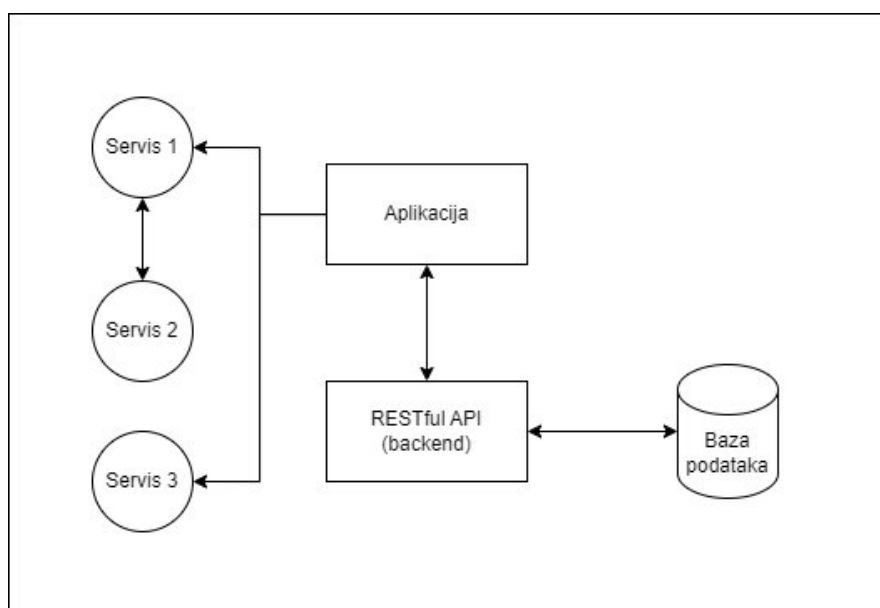 Servis 1
Aplikacija
Servis 2
RESTful API
(backend)
Baza
podataka
Servis 3